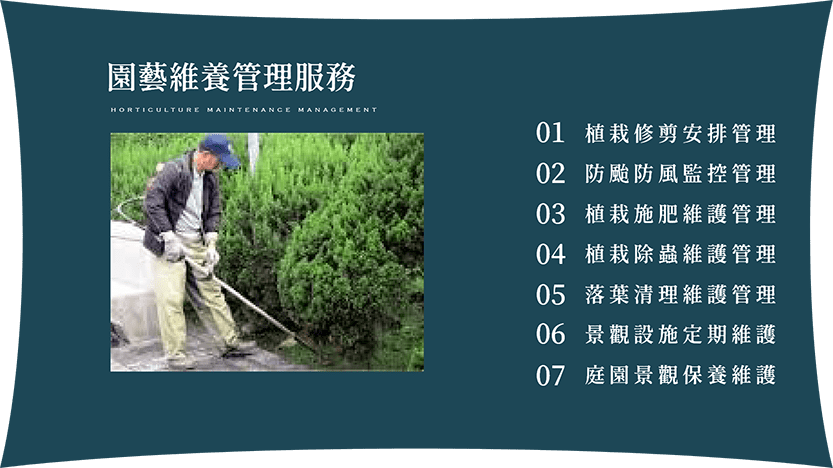 園藝維養管理服務
HORTICULTURE MAINTENANCE MANAGEMENT
01 植栽修剪安排管理
02 防颱防風監控管理
03 植栽施肥維護管理
04 植栽除蟲維護管理
05 落葉清理維護管理
06 景觀設施定期維護
07 庭園景觀保養維護